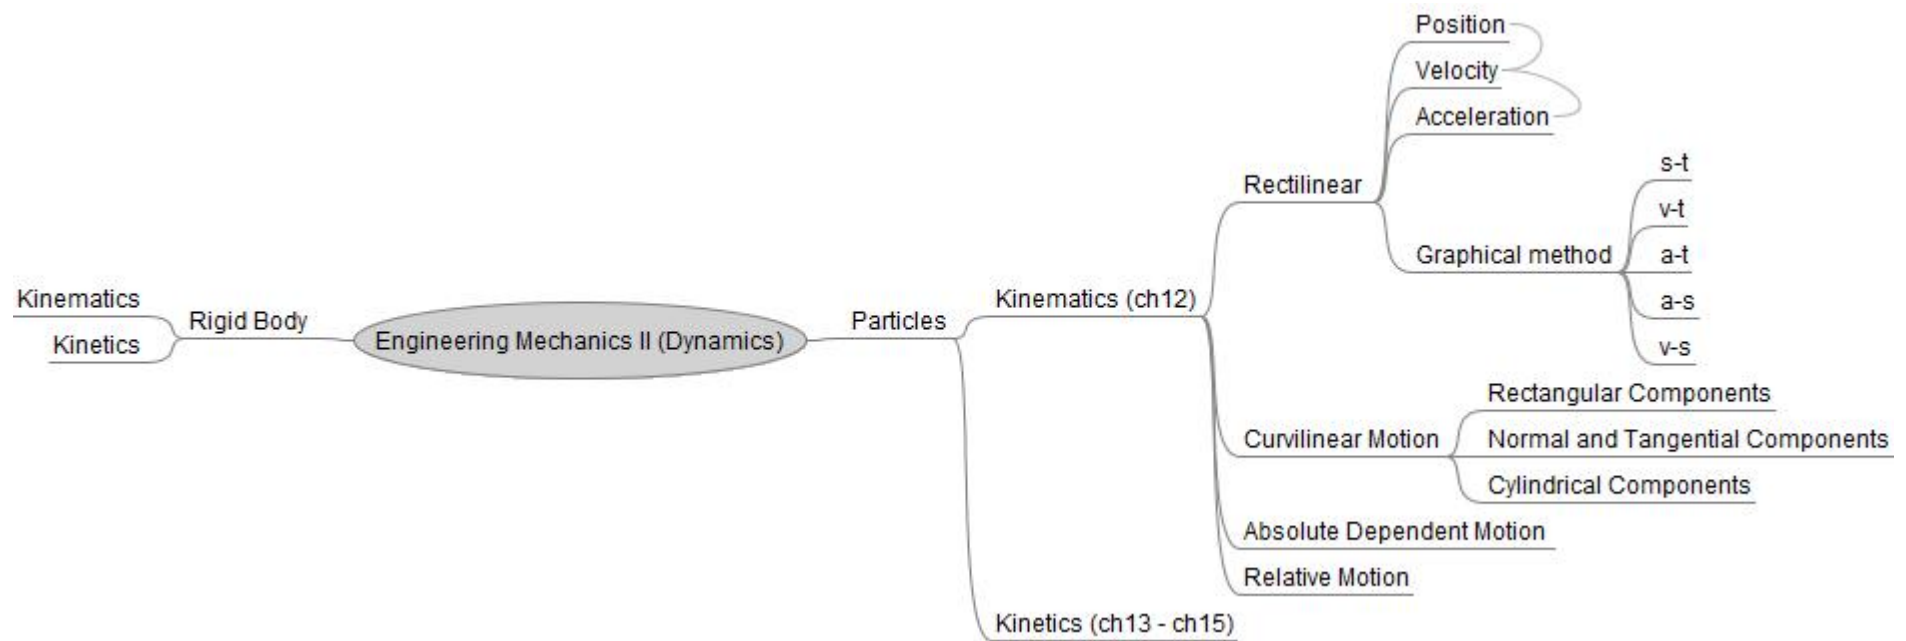 Position
Velocity
Acceleration
s-t
Rectilinear
v-t
Graphical method
a-t
Kinematics
Kinematics (ch12)
a-s
Rigid Body
Engineering Mechanics II (Dynamics)
Particles
Kinetics
v-s
Rectangular Components
Curvilinear Motion
Normal and Tangential Components
Cylindrical Components
Absolute Dependent Motion
Relative Motion
Kinetics (ch13 - ch15)